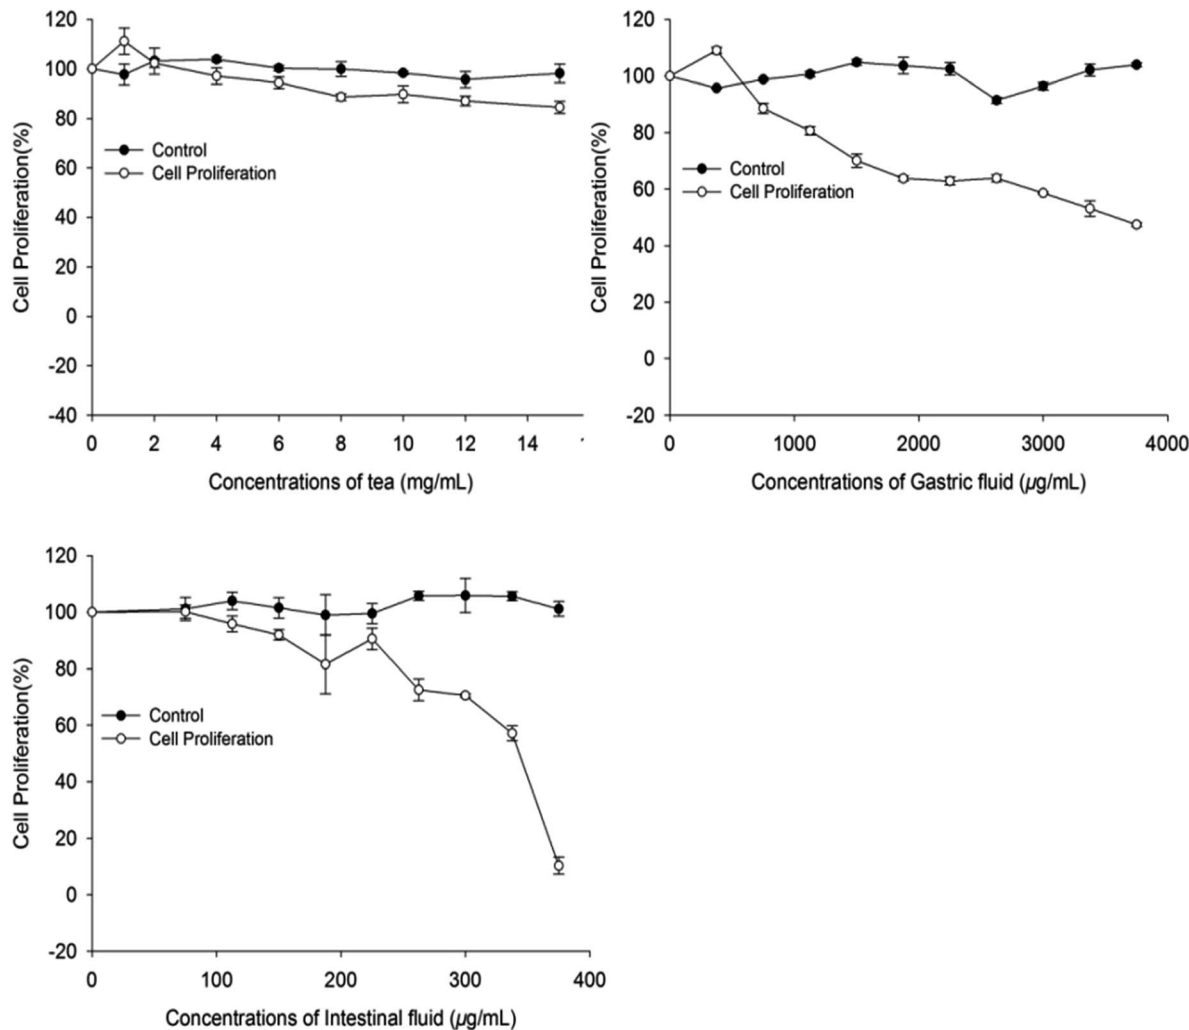 120
100
80
60
40
20
0
-20
-40
Cell Proliferation(%)
Control
Cell Proliferation
0 2 4 6 8 10 12 14
Concentrations of tea (mg/mL)
120
100
80
60
40
20
0
-20
Cell Proliferation(%)
Control
Cell Proliferation
0 1000 2000 3000 4000
Concentrations of Gastric fluid (µg/mL)
120
100
80
60
40
20
0
-20
Cell Proliferation(%)
Control
Cell Proliferation
0 100 200 300 400
Concentrations of Intestinal fluid (µg/mL)